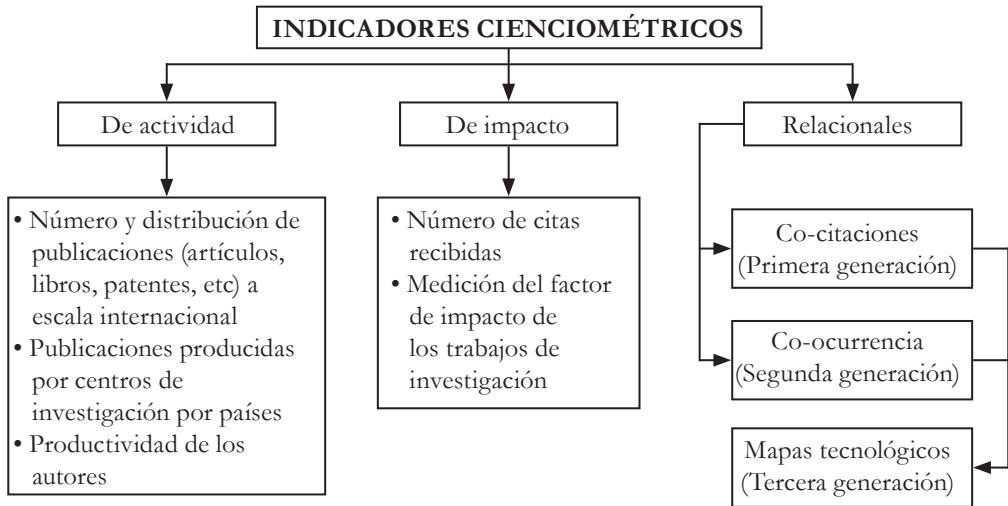 INDICADORES CIENCIOMÉTRICOS
De actividad
• Número y distribución de
publicaciones (artículos,
libros, patentes, etc) a
escala internacional
• Publicaciones producidas
por centros de
investigación por países
• Productividad de los
autores
De impacto
• Número de citas
recibidas
• Medición del factor
de impacto de
los trabajos de
investigación
Relacionales
Co-citaciones
(Primera generación)
Co-ocurrencia
(Segunda generación)
Mapas tecnológicos
(Tercera generación)